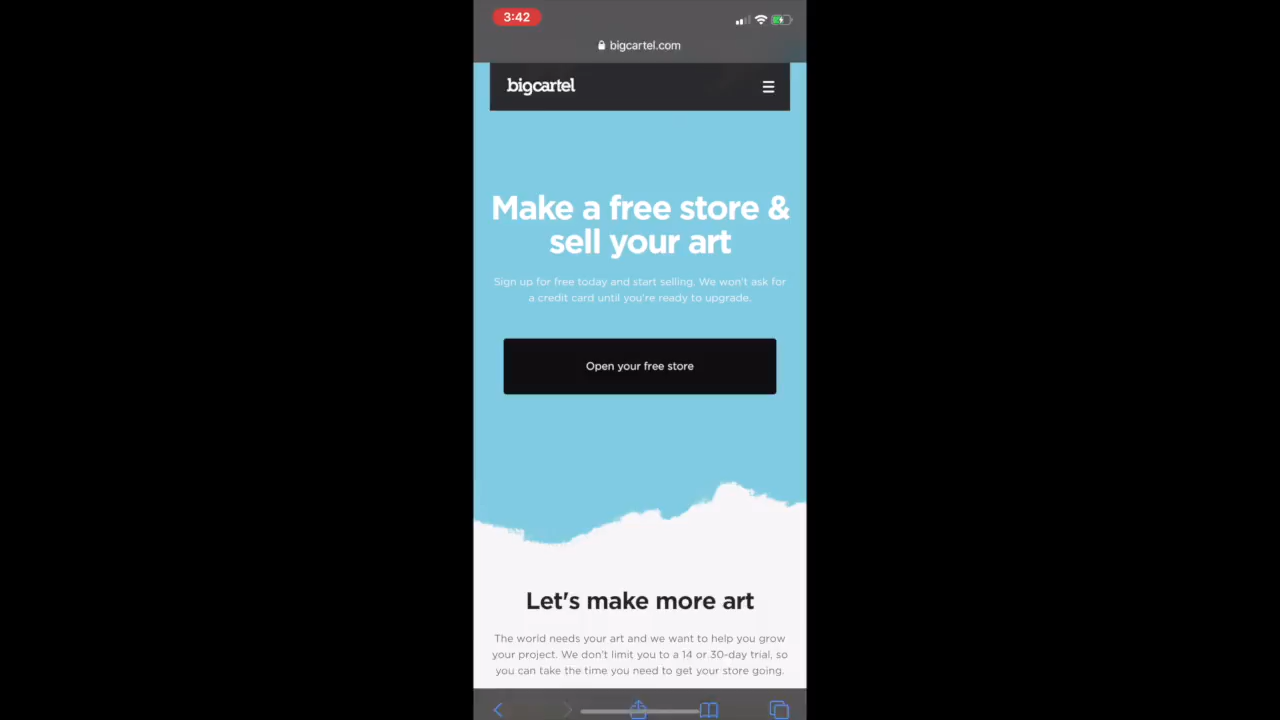 3:42
bigcartel.com
bigcartel
Make a free store &
sell your art
Sign up for free today and start selling. We won't ask for
a credit card until you're ready to upgrade.
Open your free store
Let's make more art
The world needs your art and we want to help you grow
your project. We don't limit you to a 14 or 30-day trial, so
you can take the time you need to get your store going.